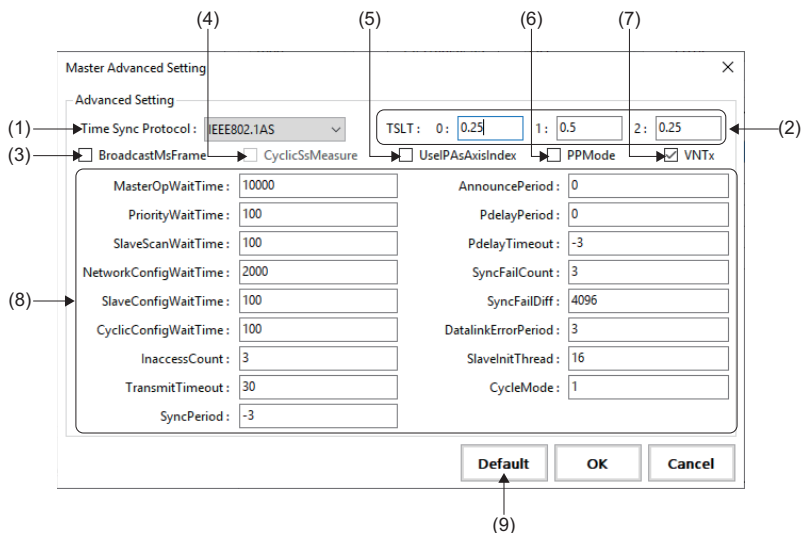 (4) (5) (6) (7)
Master Advanced Setting
Advanced Setting
(1) Time Sync Protocol : IEEE802.1AS TSLT : 0 : 0.25 1 : 0.5 2 : 0.25 (2)
(3) BroadcastMsFrame CyclicSsMeasure UseIPAsAxisIndex PPMode VNTx
MasterOpWaitTime : 10000 AnnouncePeriod : 0
PriorityWaitTime : 100 PdelayPeriod : 0
SlaveScanWaitTime : 100 PdelayTimeout : -3
NetworkConfigWaitTime : 2000 SyncFailCount : 3
(8) SlaveConfigWaitTime : 100 SyncFailDiff : 4096
CyclicConfigWaitTime : 100 DatalinkErrorPeriod : 3
InaccessCount : 3 SlaveInitThread : 16
TransmitTimeout : 30 CycleMode : 1
SyncPeriod : -3
Default OK Cancel
(9)